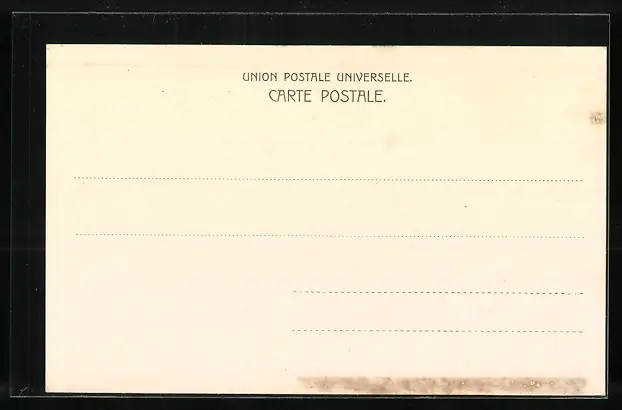 UNION POSTALE UNIVERSELLE.
CARTE POSTALE.